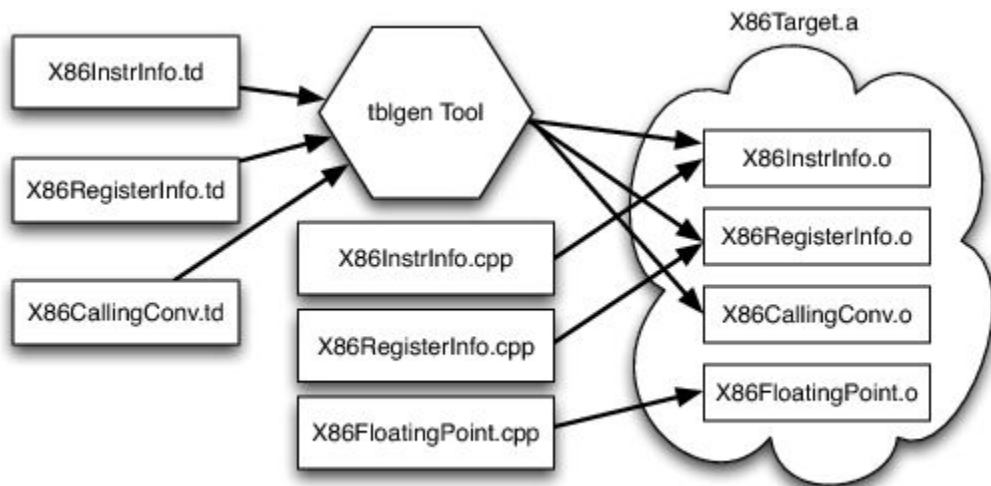 X86Target.a
X86InstrInfo.td
tblgen Tool
X86InstrInfo.o
X86RegisterInfo.td
X86RegisterInfo.o
X86InstrInfo.cpp
X86CallingConv.td
X86CallingConv.o
X86RegisterInfo.cpp
X86FloatingPoint.o
X86FloatingPoint.cpp